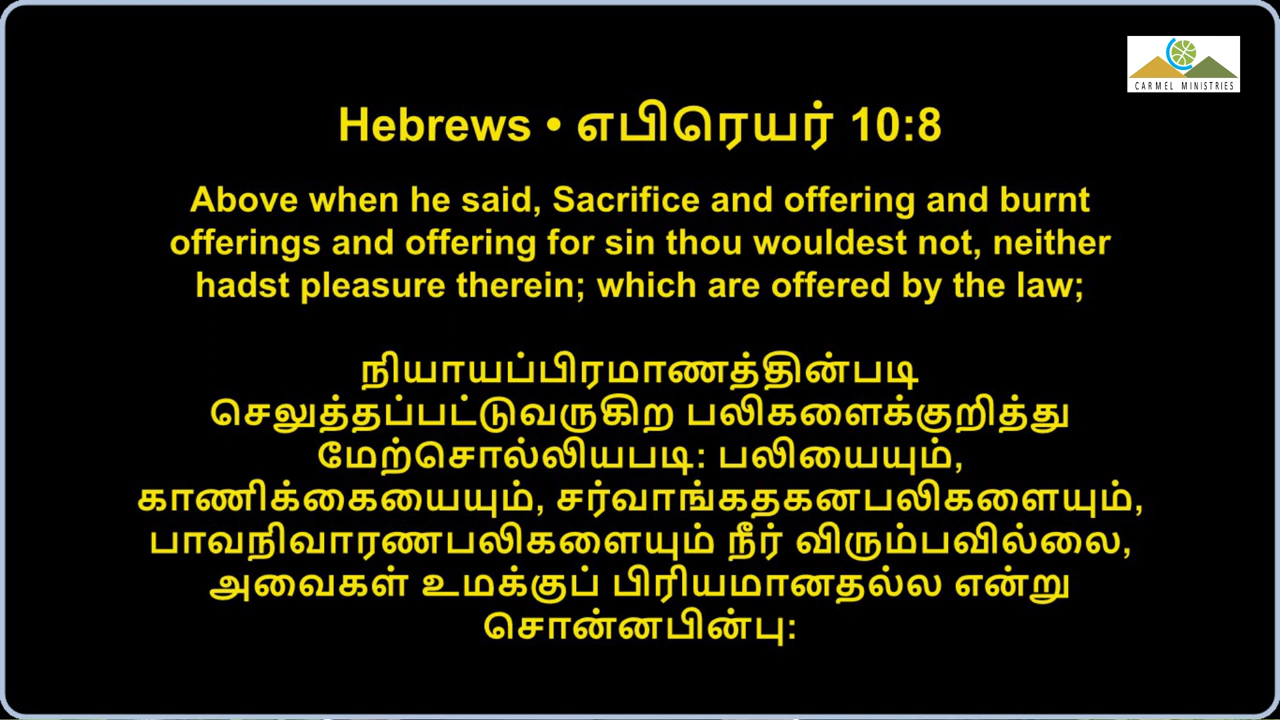 CARMEL MINISTRIES
Hebrews • எபிரெயர் 10:8
Above when he said, Sacrifice and offering and burnt
offerings and offering for sin thou wouldest not, neither
hadst pleasure therein; which are offered by the law;
நியாயப்பிரமாணத்தின்படி
செலுத்தப்பட்டுவருகிற பலிகளைக்குறித்து
மேற்சொல்லியபடி: பலியையும்,
காணிக்கையையும், சர்வாங்கதகனபலிகளையும்,
பாவநிவாரணபலிகளையும் நீர் விரும்பவில்லை,
அவைகள் உமக்குப் பிரியமானதல்ல என்று
சொன்னபின்பு: